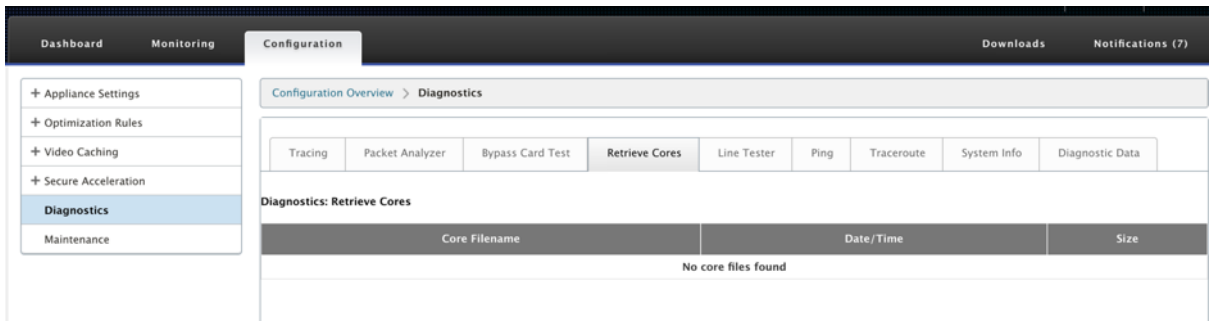 Dashboard Monitoring Configuration Downloads Notifications (7)
+ Appliance Settings
+ Optimization Rules
+ Video Caching
+ Secure Acceleration
Diagnostics
Maintenance
Configuration Overview > Diagnostics
Tracing Packet Analyzer Bypass Card Test Retrieve Cores Line Tester Ping Traceroute System Info Diagnostic Data
Diagnostics: Retrieve Cores
Core Filename Date/Time Size
No core files found